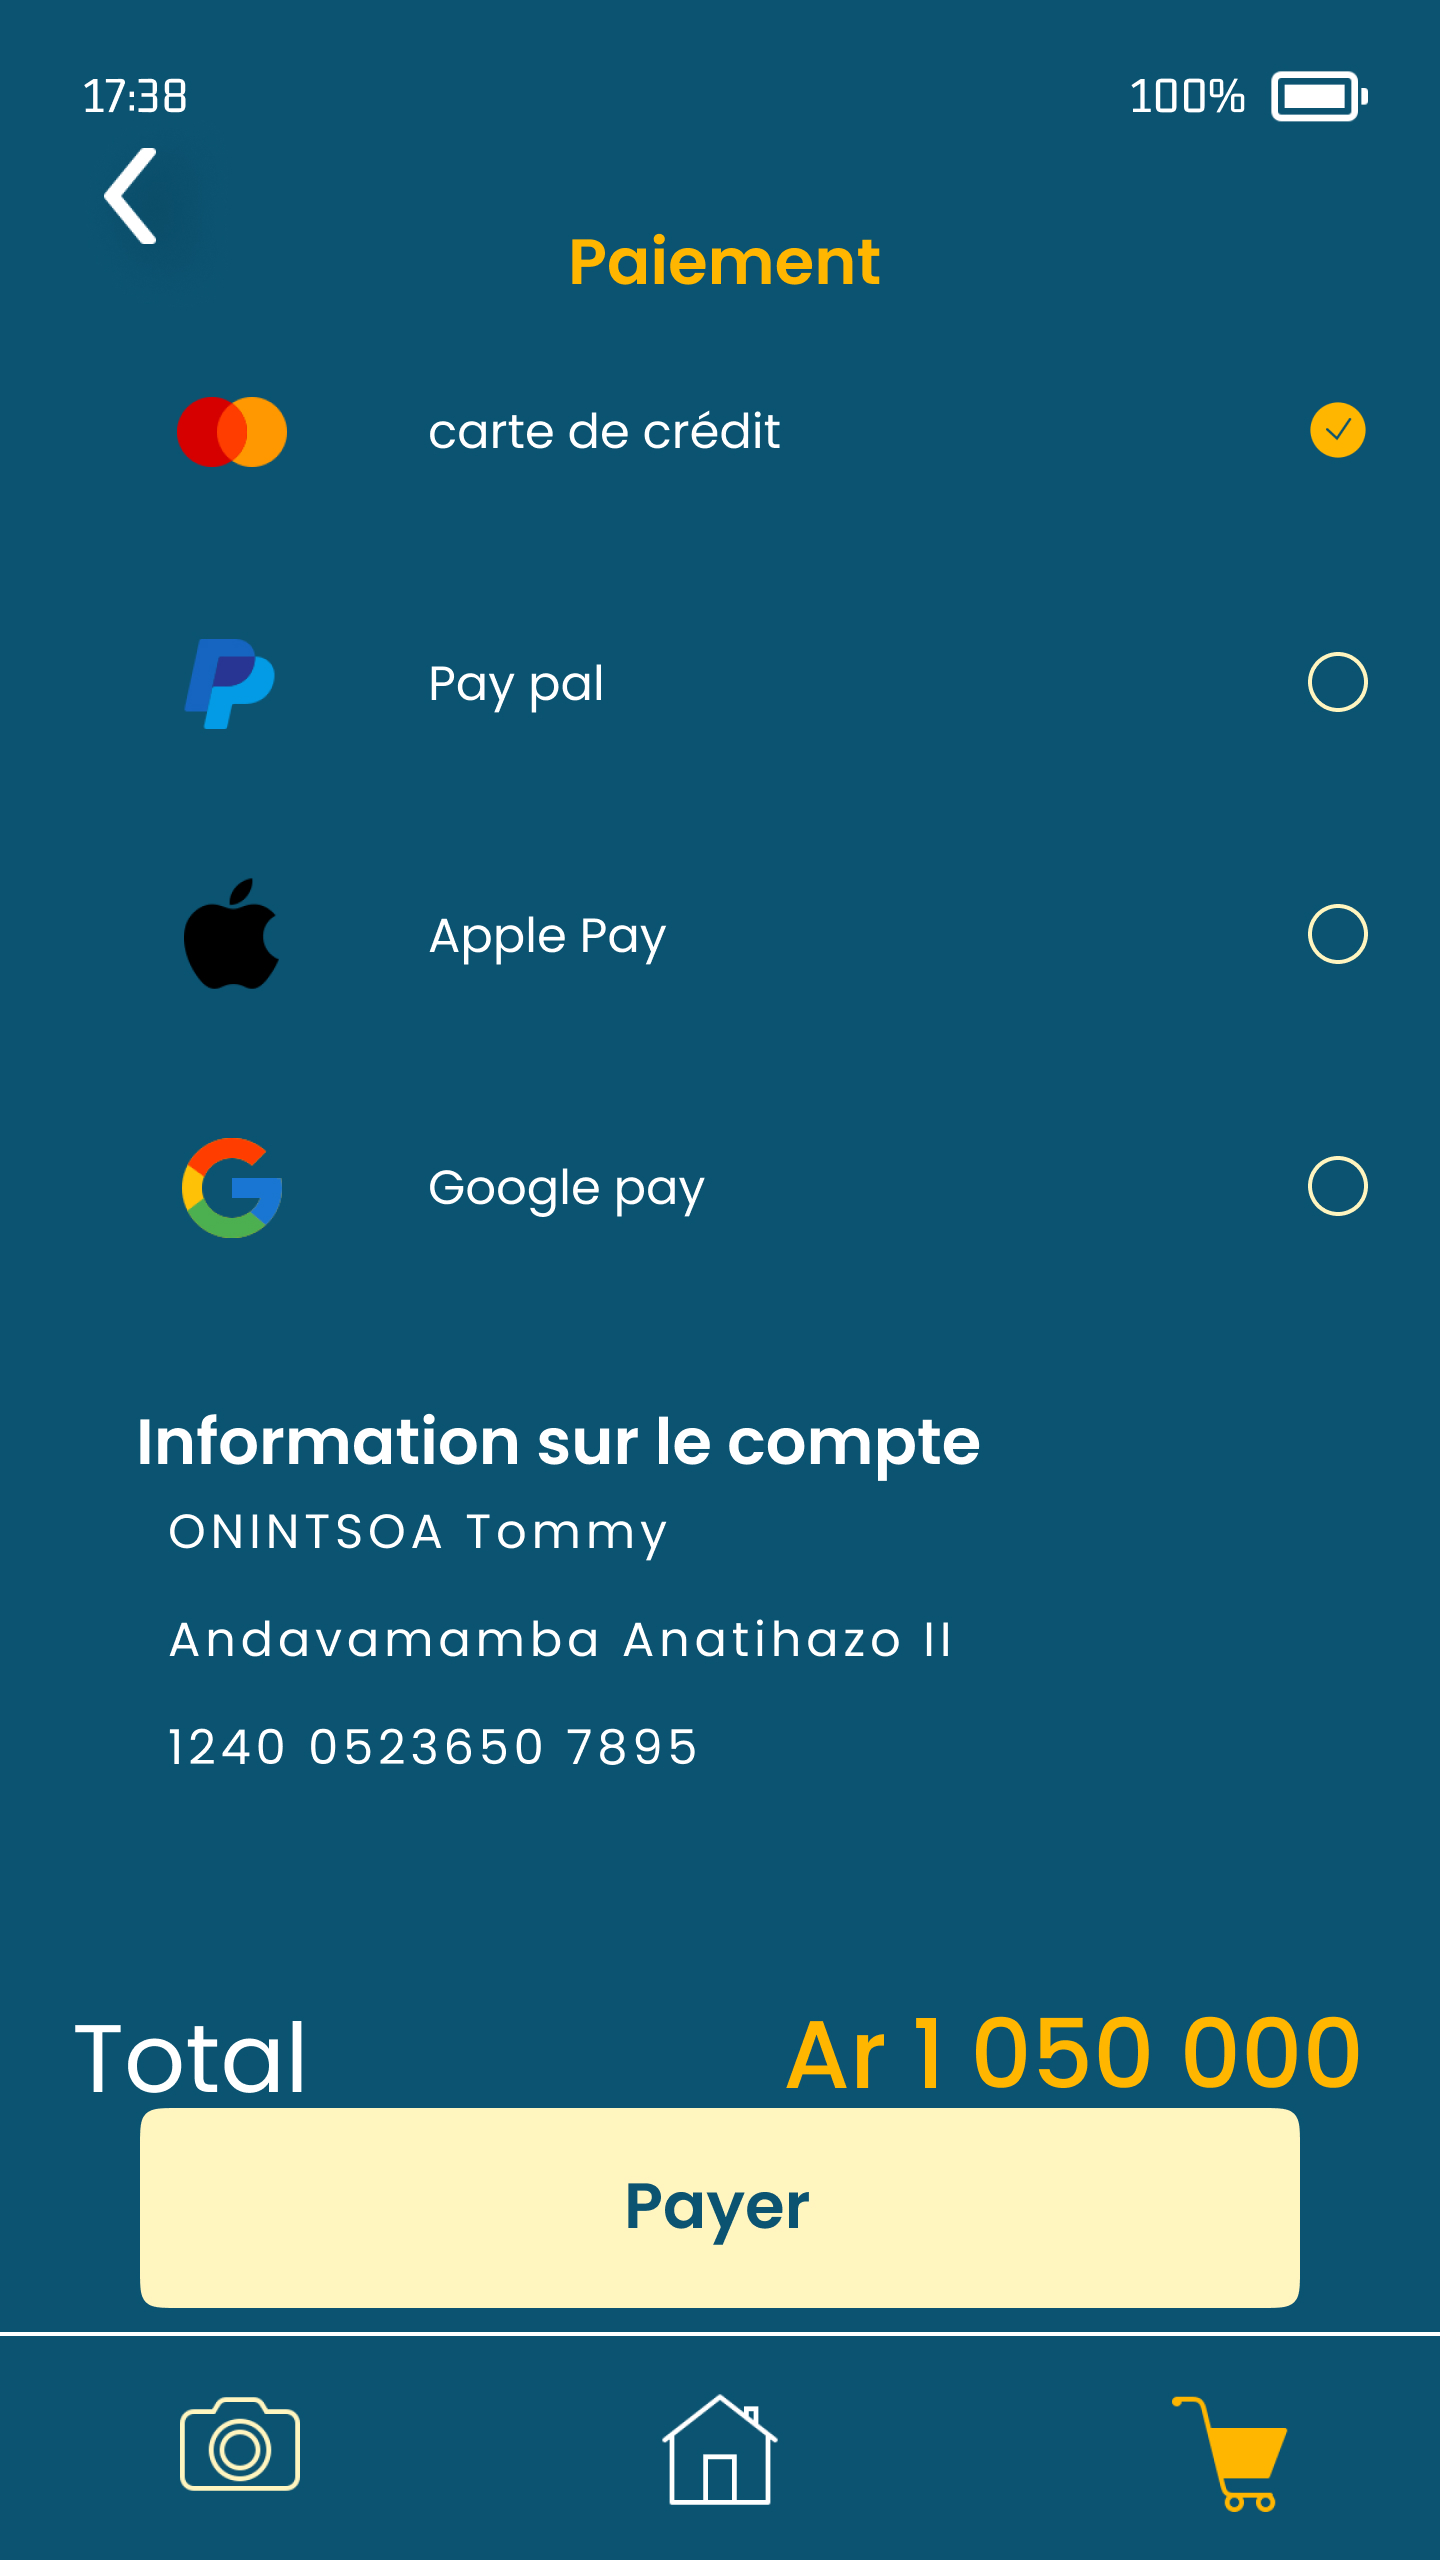 17:38
100%
Paiement
carte de crédit
Pay pal
Apple Pay
Google pay
Information sur le compte
ONINTSOA Tommy
Andavamamba Anatihazo II
1240 0523650 7895
Total
Ar 1 050 000
Payer